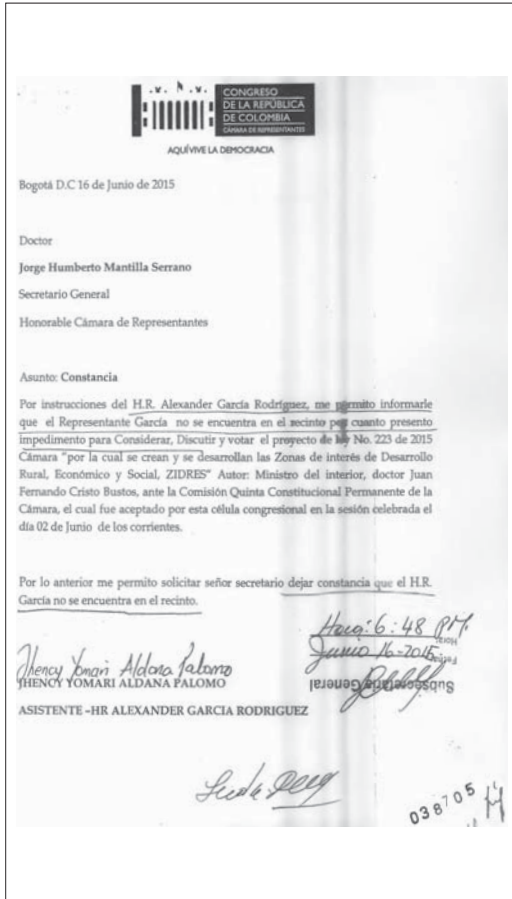 CONGRESO
DE LA REPÚBLICA
DE COLOMBIA
CÁMARA DE REPRESENTANTES
AQUÍ VIVE LA DEMOCRACIA
Bogotá D.C 16 de Junio de 2015
Doctor
Jorge Humberto Mantilla Serrano
Secretario General
Honorable Cámara de Representantes
Asunto: Constancia
Por instrucciones del H.R. Alexander García Rodríguez, me permito informarle
que el Representante García no se encuentra en el recinto por cuanto presento
impedimento para Considerar, Discutir y votar el proyecto de ley No. 223 de 2015
Cámara "por la cual se crean y se desarrollan las Zonas de interés de Desarrollo
Rural, Económico y Social, ZIDRES" Autor: Ministro del interior, doctor Juan
Fernando Cristo Bustos, ante la Comisión Quinta Constitucional Permanente de la
Cámara, el cual fue aceptado por esta célula congresional en la sesión celebrada el
día 02 de Junio de los corrientes.
Por lo anterior me permito solicitar señor secretario dejar constancia que el H.R.
García no se encuentra en el recinto.
Hora: 6:48 PM.
Junio 16-2015
Subsecretaria General
Jhency Yomari Aldana Palomo
JHENCY YOMARI ALDANA PALOMO
ASISTENTE -HR ALEXANDER GARCIA RODRIGUEZ
038705